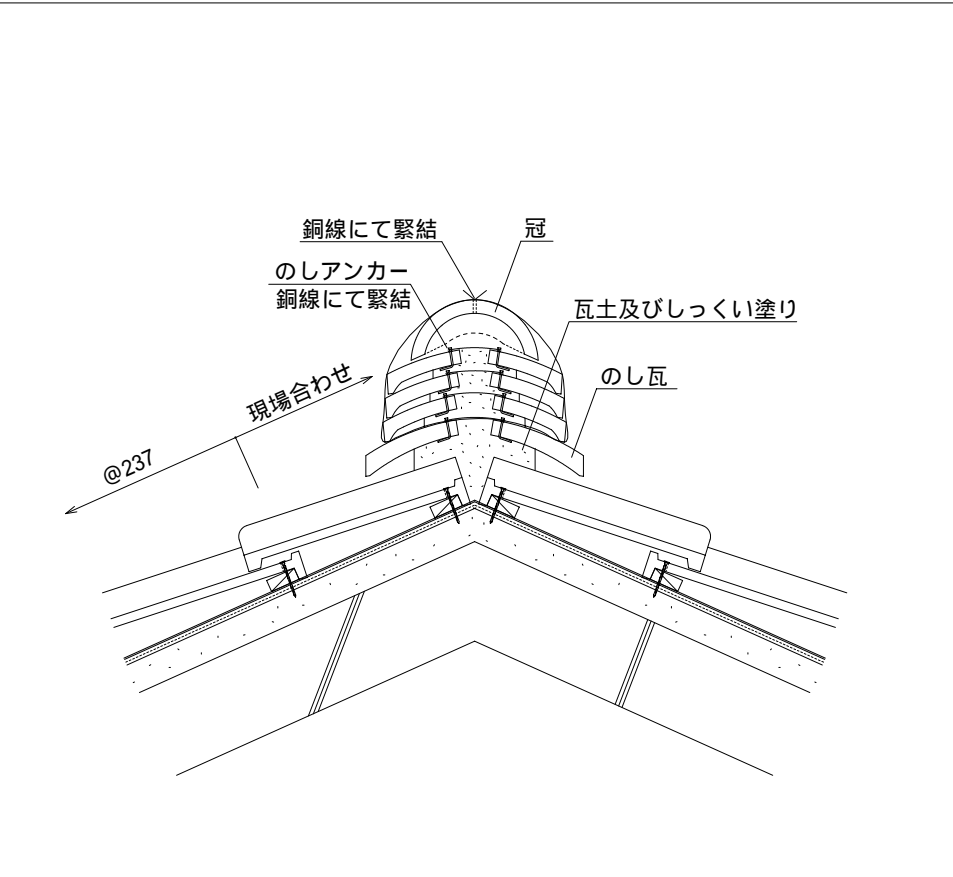 銅線にて緊結
冠
のしアンカー
銅線にて緊結
瓦土及びしっくい塗り
のし瓦
現場合わせ
@237